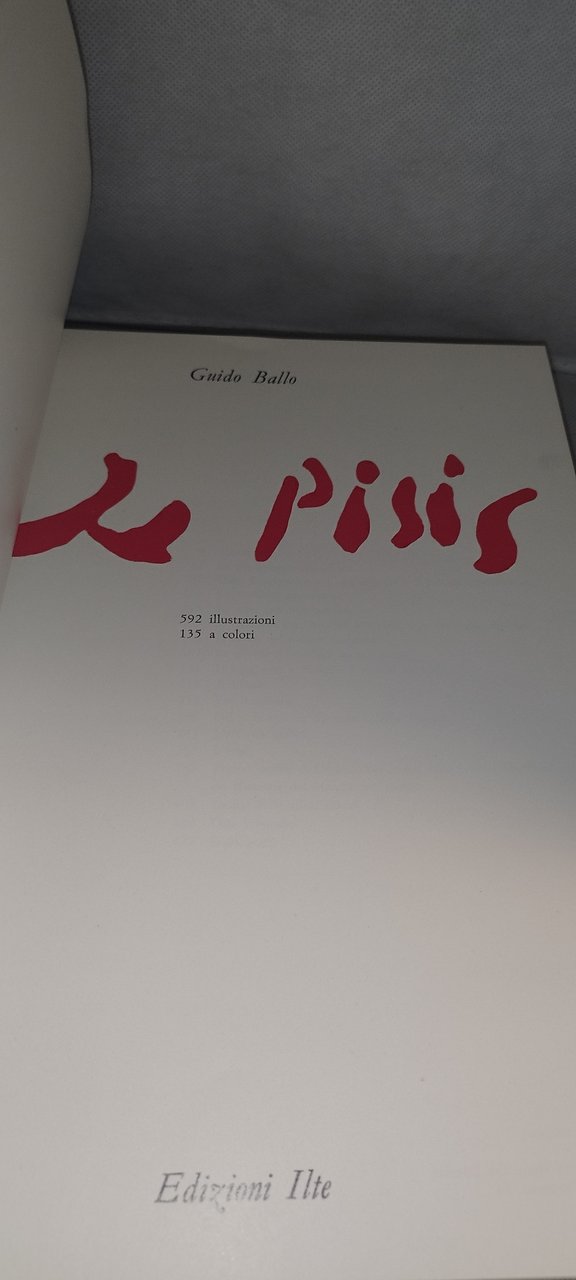 Guido Ballo
de Pisis
592 illustrazioni
135 a colori
Edizioni Ilte